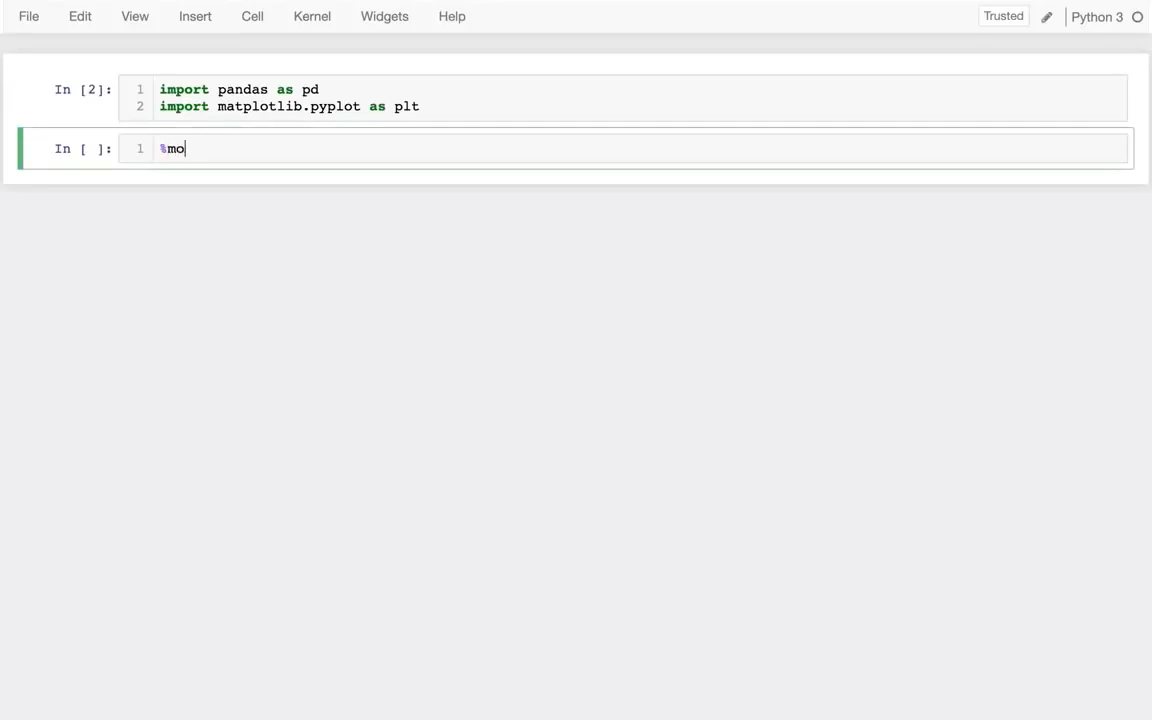 File Edit View Insert Cell Kernel Widgets Help Trusted Python 3
In [2]: 1 import pandas as pd
2 import matplotlib.pyplot as plt
In [ ]: 1 %mo